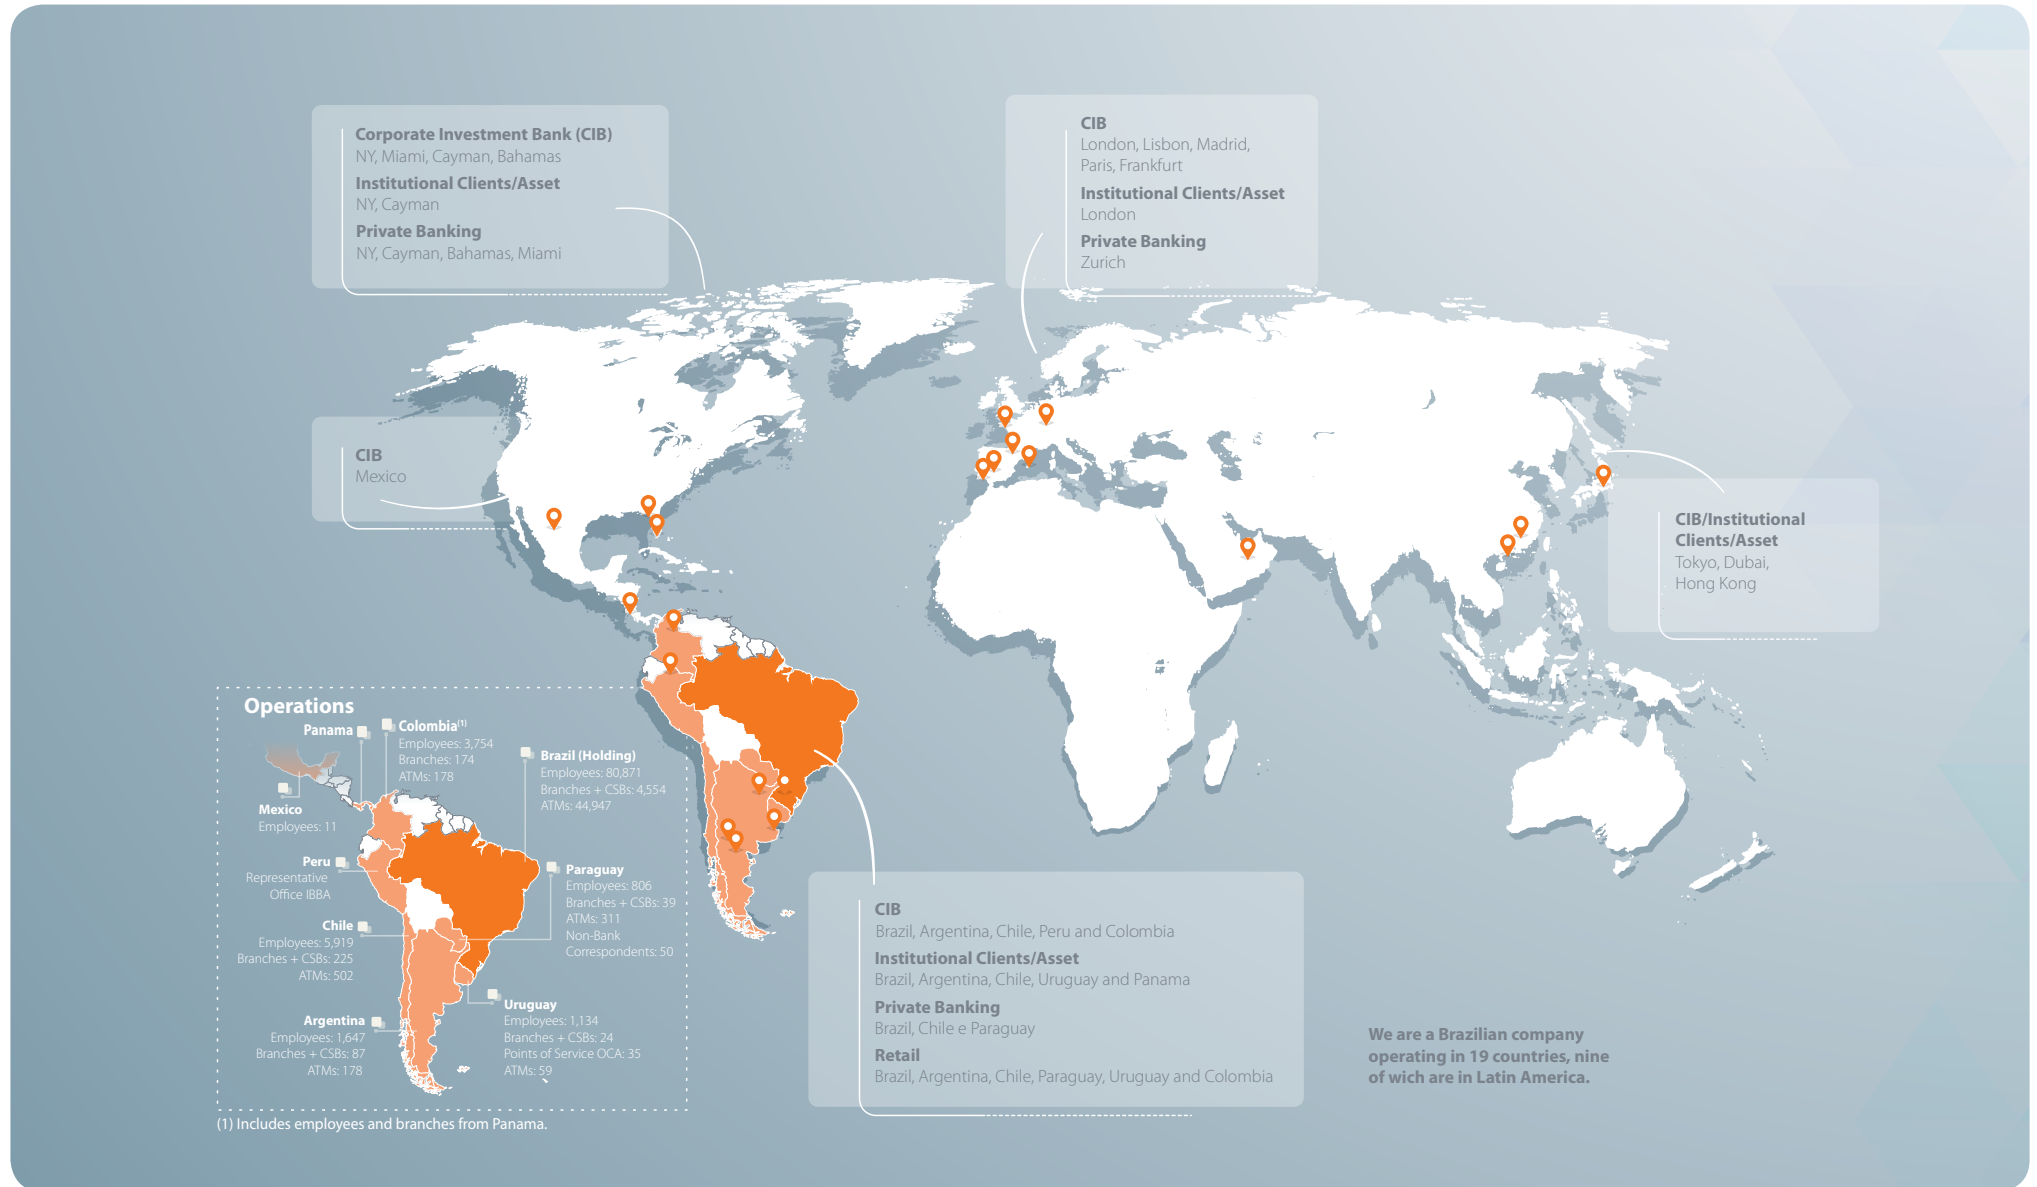 Corporate Investment Bank (CIB)
NY, Miami, Cayman, Bahamas
Institutional Clients/Asset
NY, Cayman
Private Banking
NY, Cayman, Bahamas, Miami
CIB
London, Lisbon, Madrid,
Paris, Frankfurt
Institutional Clients/Asset
London
Private Banking
Zurich
CIB
Mexico
CIB/Institutional
Clients/Asset
Tokyo, Dubai,
Hong Kong
Operations
Panama
Colombia(1)
Employees: 3,754
Branches: 174
ATMs: 178
Brazil (Holding)
Employees: 80,871
Branches + CSBs: 4,554
ATMs: 44,947
Mexico
Employees: 11
Peru
Representative
Office IBBA
Paraguay
Employees: 806
Branches + CSBs: 39
ATMs: 311
Non-Bank
Correspondents: 50
Chile
Employees: 5,919
Branches + CSBs: 225
ATMs: 502
Uruguay
Employees: 1,134
Branches + CSBs: 24
Points of Service OCA: 35
ATMs: 59
Argentina
Employees: 1,647
Branches + CSBs: 87
ATMs: 178
(1) Includes employees and branches from Panama.
CIB
Brazil, Argentina, Chile, Peru and Colombia
Institutional Clients/Asset
Brazil, Argentina, Chile, Uruguay and Panama
Private Banking
Brazil, Chile e Paraguay
Retail
Brazil, Argentina, Chile, Paraguay, Uruguay and Colombia
We are a Brazilian company
operating in 19 countries, nine
of wich are in Latin America.